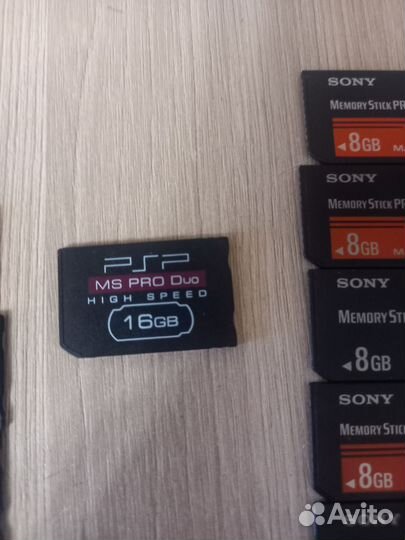 PSP
MS PRO DUO
HIGH SPEED
16GB
SONY
MEMORY STICK PR
8GB
SONY
MEMORY STICK PR
8GB
MEMORY ST
8GB
SONY
MEMORY STICK
8GB
SONY
Avito